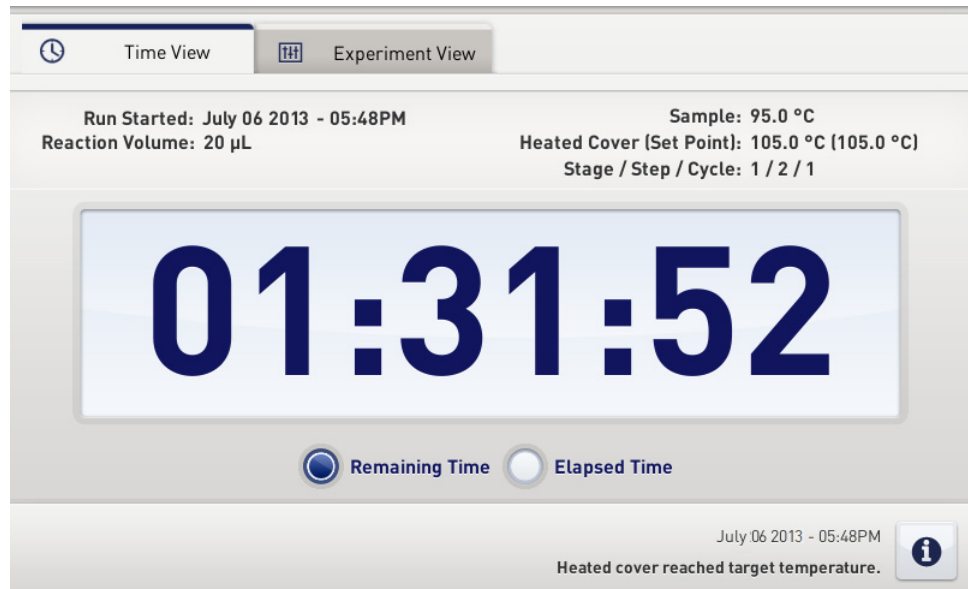 Time View
Experiment View
Run Started: July 06 2013 - 05:48PM
Reaction Volume: 20 µL
Sample: 95.0 °C
Heated Cover (Set Point): 105.0 °C (105.0 °C)
Stage / Step / Cycle: 1 / 2 / 1
01:31:52
Remaining Time
Elapsed Time
July 06 2013 - 05:48PM
Heated cover reached target temperature.